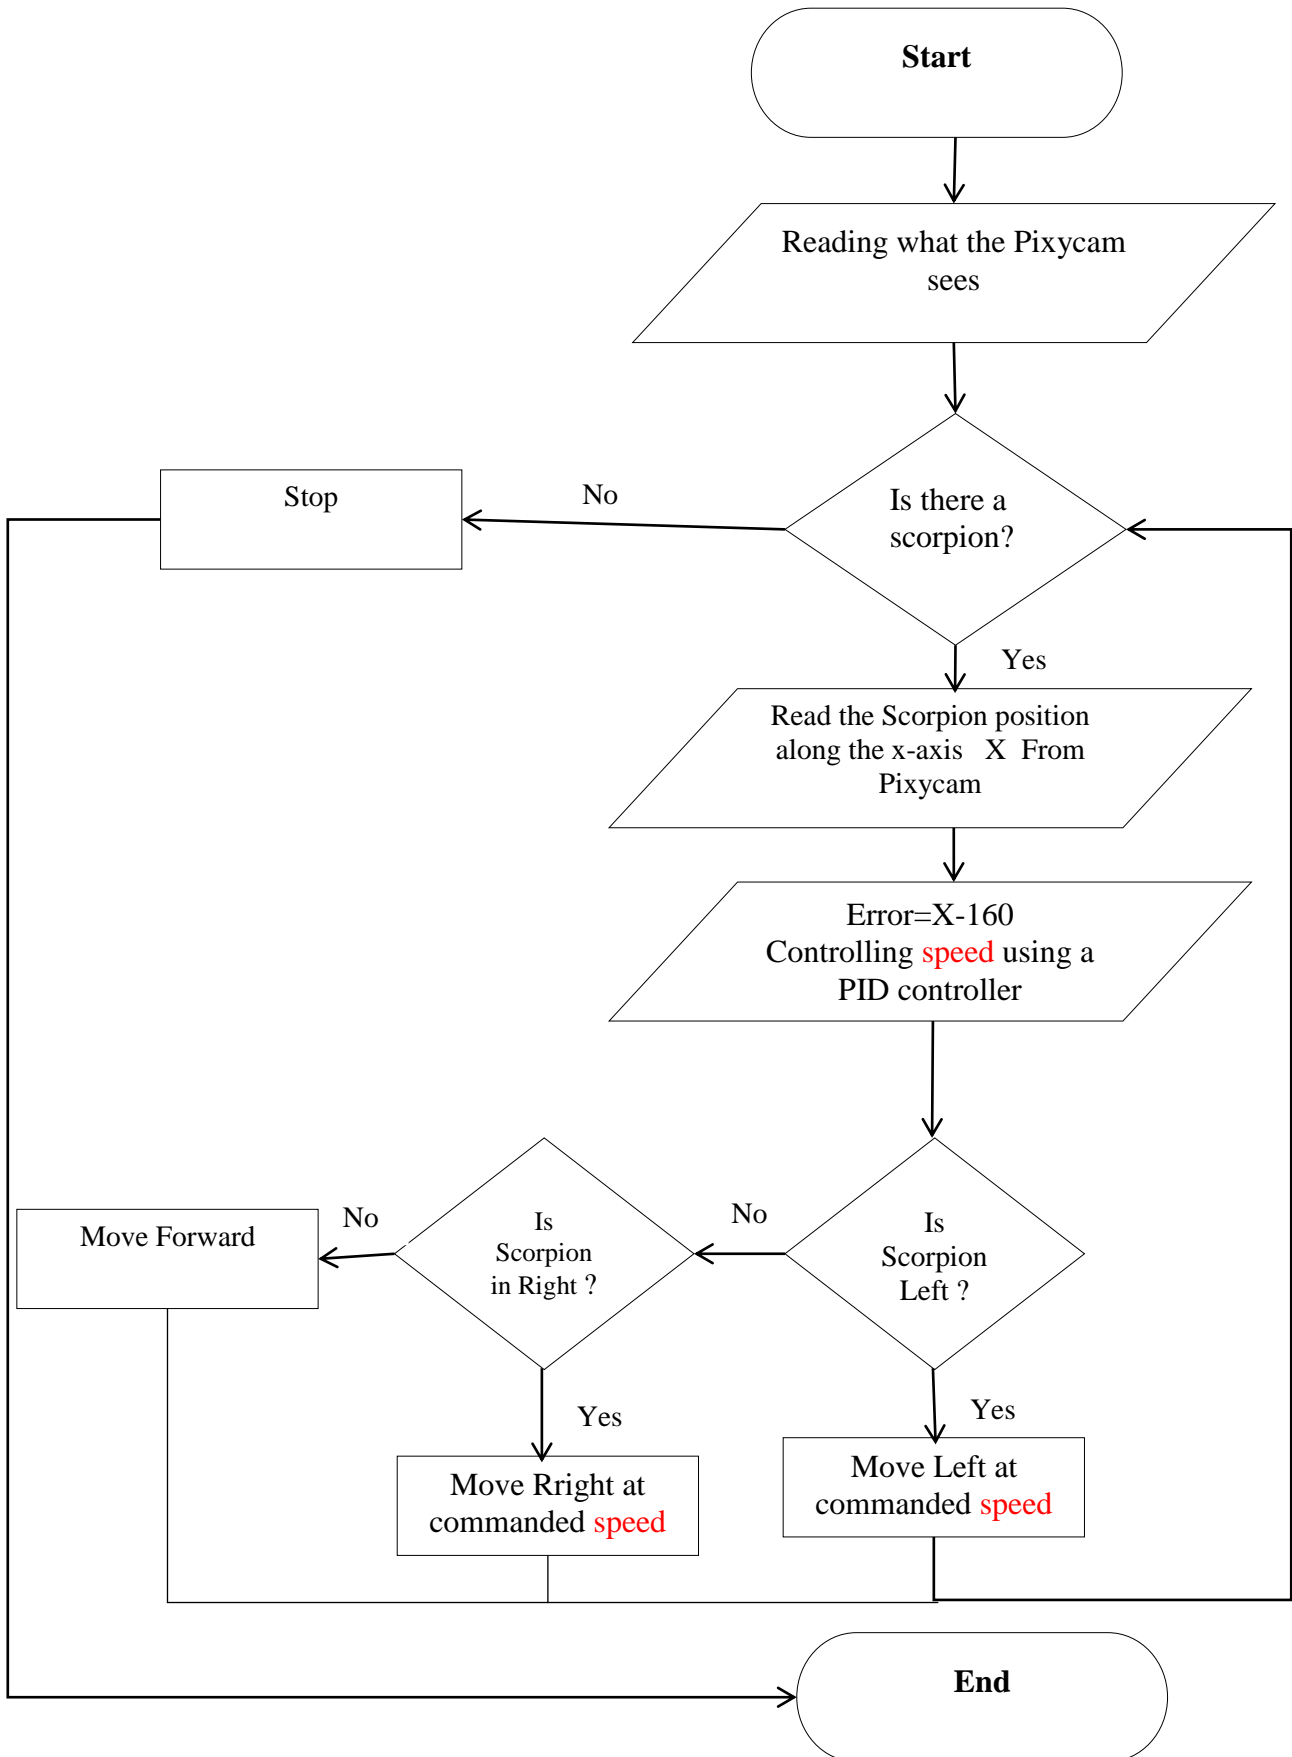 Start
Reading what the Pixycam
sees
Is there a
scorpion?
No
Stop
Yes
Read the Scorpion position
along the x-axis X From
Pixycam
Error=X-160
Controlling speed using a
PID controller
Is
Scorpion
Left ?
No
Is
Scorpion
in Right ?
No
Move Forward
Yes
Move Rright at
commanded speed
Yes
Move Left at
commanded speed
End